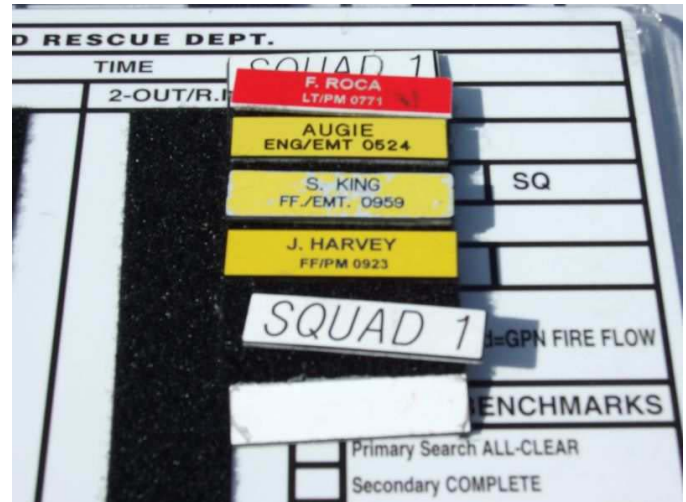 D RESCUE DEPT.
TIME
SQUAD 1
2-OUT/R.
F. ROCA
LT/PM 0771
AUGIE
ENG/EMT 0524
S. KING
FF./EMT. 0959
SQ
J. HARVEY
FF/PM 0923
SQUAD 1
=GPN FIRE FLOW
BENCHMARKS
Primary Search ALL-CLEAR
Secondary COMPLETE